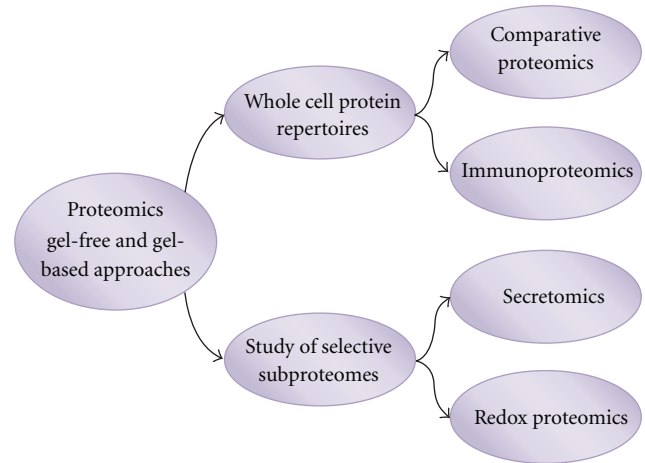 Proteomics
gel-free and gel-
based approaches
Whole cell protein
repertoires
Comparative
proteomics
Immunoproteomics
Study of selective
subproteomes
Secretomics
Redox proteomics